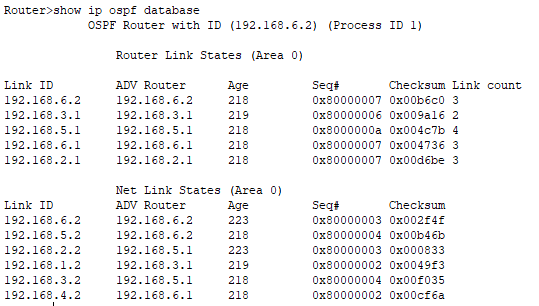 Router>show ip ospf database
OSPF Router with ID (192.168.6.2) (Process ID 1)
Router Link States (Area 0)
Link ID ADV Router Age Seq# Checksum Link count
192.168.6.2 192.168.6.2 218 0x80000007 0x00b6c0 3
192.168.3.1 192.168.3.1 219 0x80000006 0x009a16 2
192.168.5.1 192.168.5.1 218 0x8000000a 0x004c7b 4
192.168.6.1 192.168.6.1 218 0x80000007 0x004736 3
192.168.2.1 192.168.2.1 218 0x80000007 0x00d6be 3
Net Link States (Area 0)
Link ID ADV Router Age Seq# Checksum
192.168.6.2 192.168.6.2 223 0x80000003 0x002f4f
192.168.5.2 192.168.6.2 218 0x80000004 0x00b46b
192.168.2.2 192.168.5.1 223 0x80000003 0x000833
192.168.1.2 192.168.3.1 219 0x80000002 0x0049f3
192.168.3.2 192.168.5.1 218 0x80000004 0x00f035
192.168.4.2 192.168.6.1 218 0x80000002 0x00cf6a